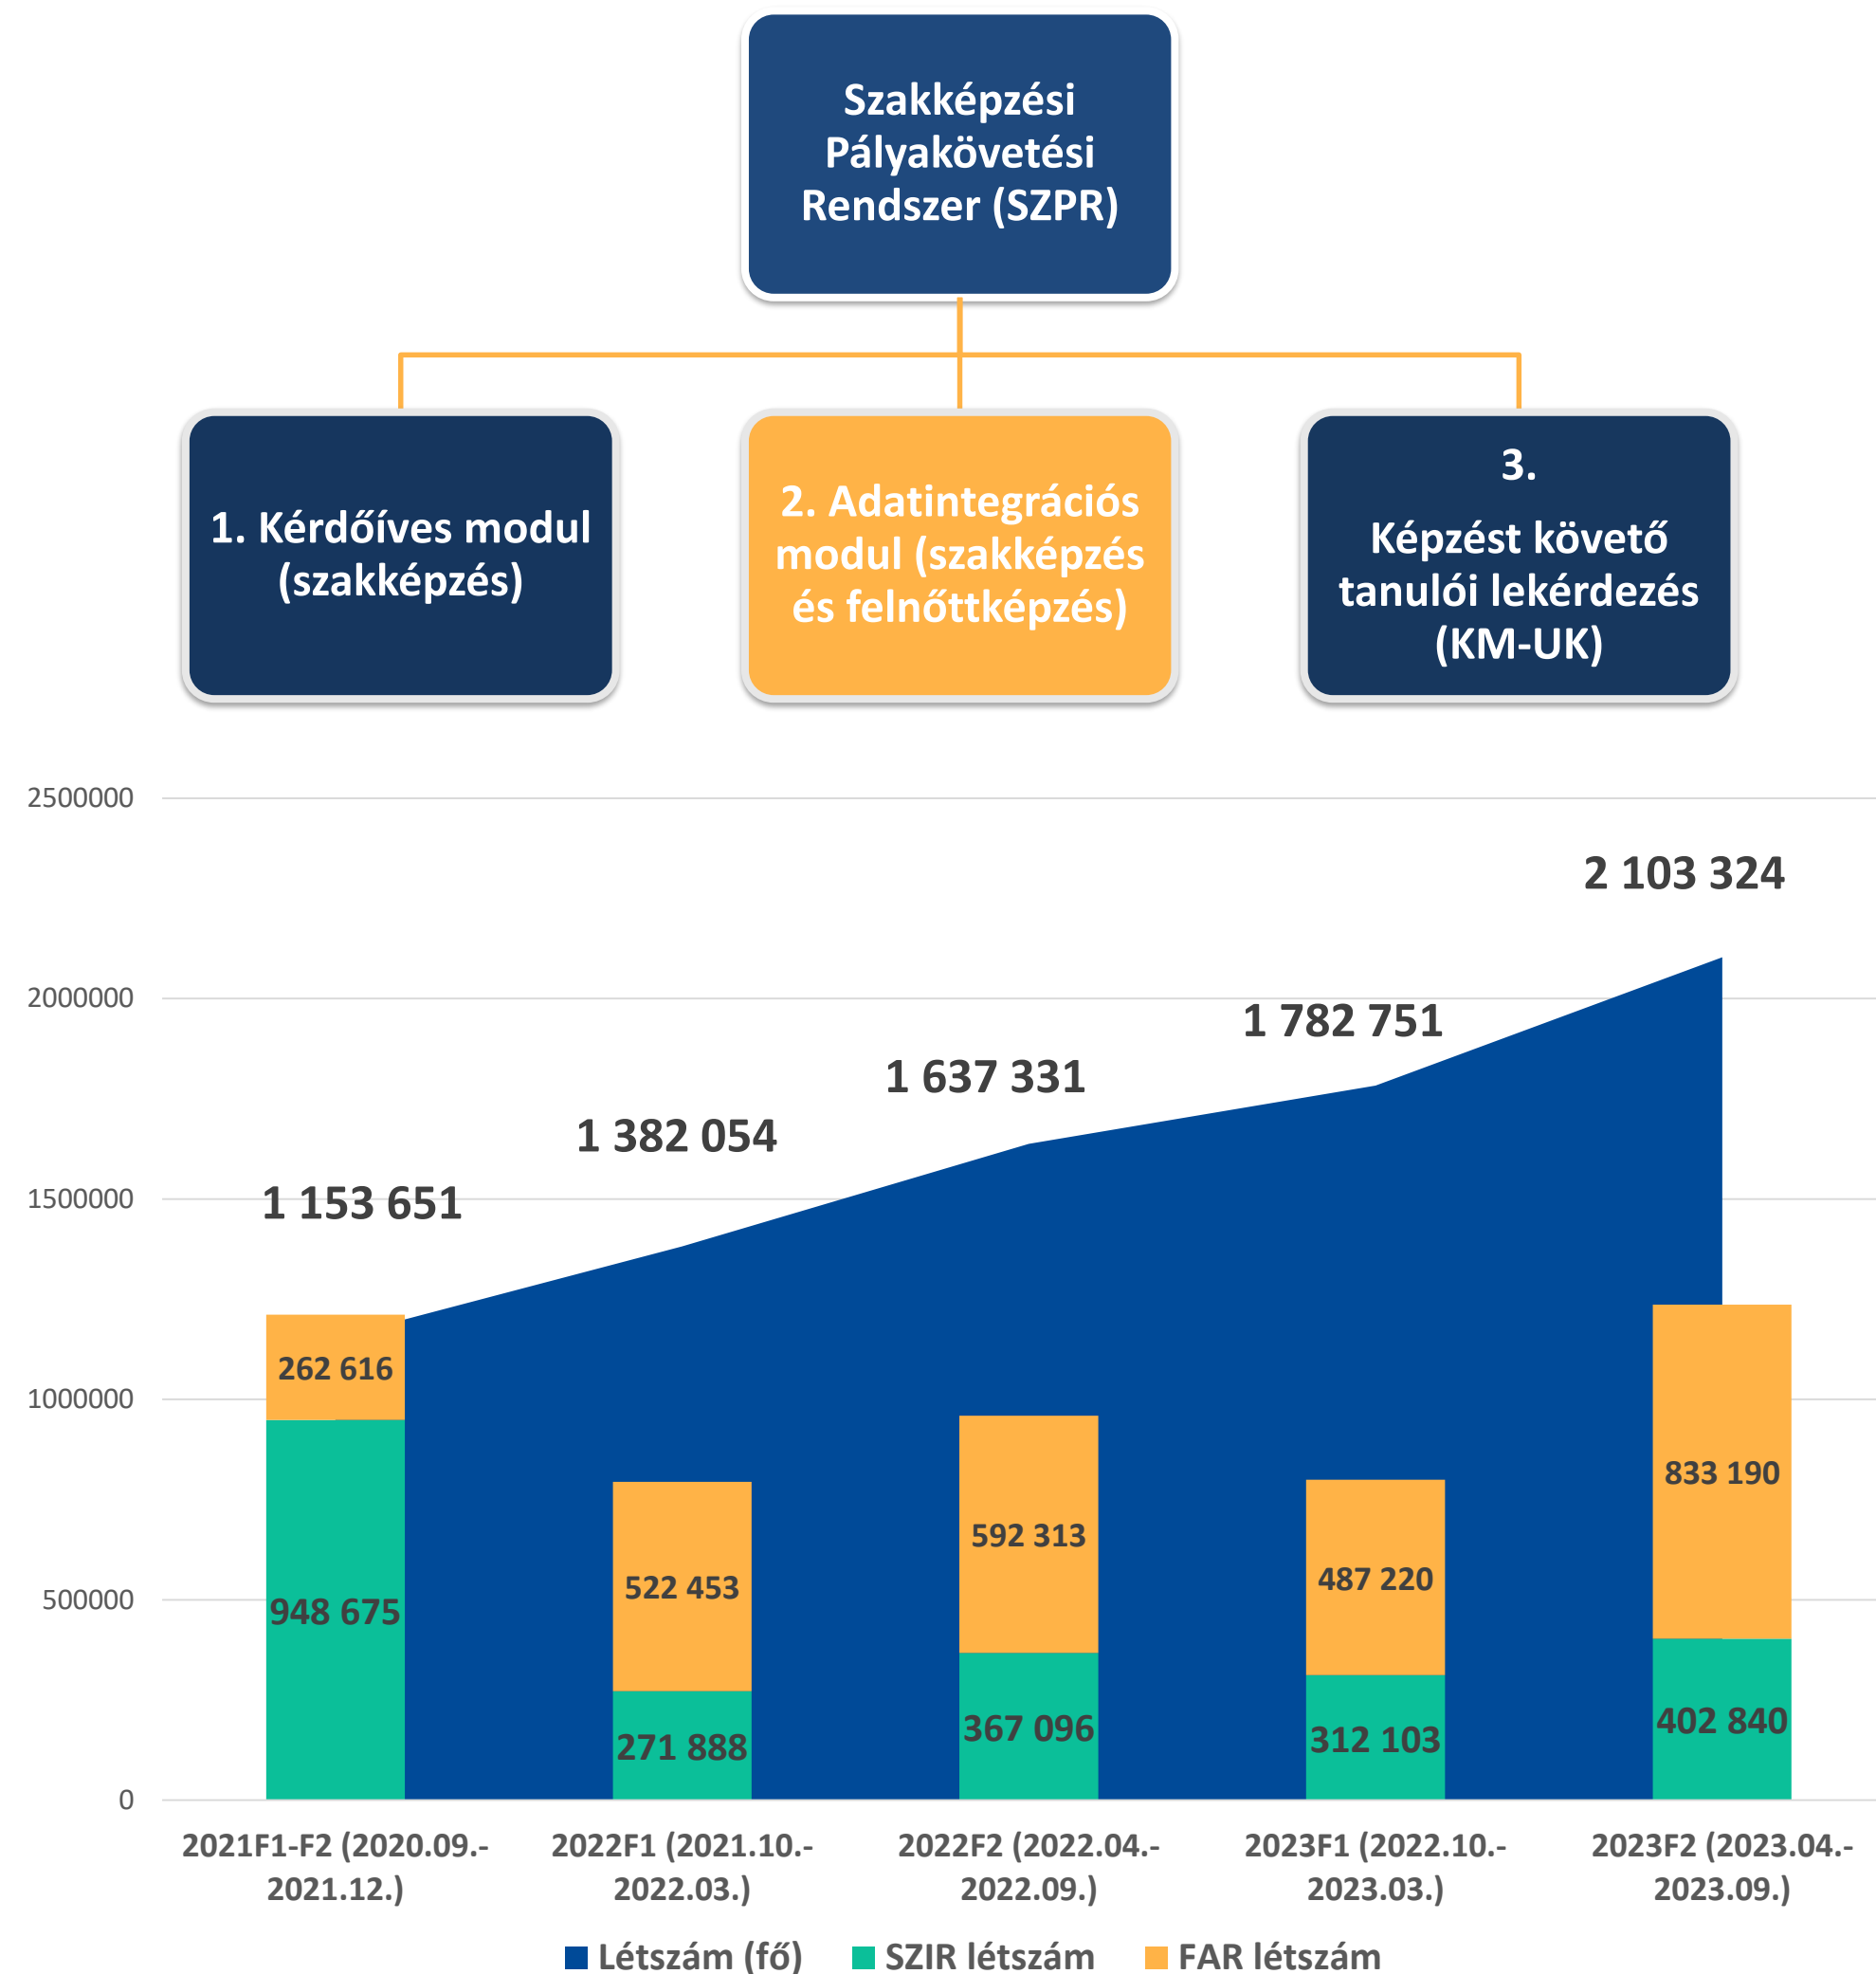 Szakképzési
Pályakövetési
Rendszer (SZPR)
1. Kérdőíves modul
(szakképzés)
2. Adatintegrációs
modul (szakképzés
és felnőttképzés)
3.
Képzést követő
tanulói lekérdezés
(KM-UK)
2500000
2000000
1500000
1000000
500000
0
2 103 324
1 782 751
1 637 331
1 382 054
1 153 651
262 616
948 675
522 453
271 888
592 313
367 096
487 220
312 103
833 190
402 840
2021F1-F2 (2020.09.-
2021.12.)
2022F1 (2021.10.-
2022.03.)
2022F2 (2022.04.-
2022.09.)
2023F1 (2022.10.-
2023.03.)
2023F2 (2023.04.-
2023.09.)
Létszám (fő)
SZIR létszám
FAR létszám